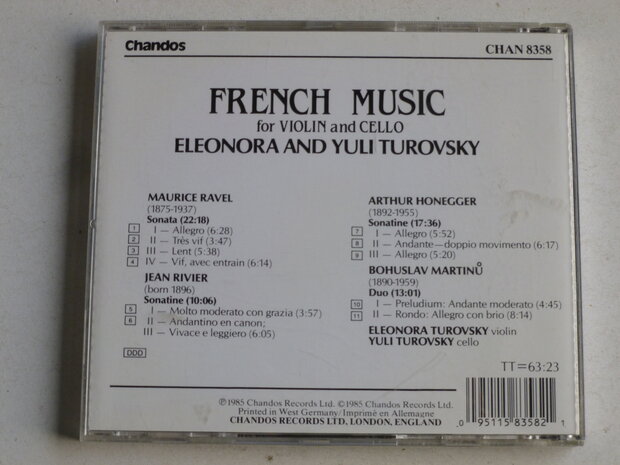 Chandos
CHAN 8358
FRENCH MUSIC
for VIOLIN and CELLO
ELEONORA AND YULI TUROVSKY
MAURICE RAVEL
(1875-1937)
Sonata (22:18)
1 I — Allegro (6:28)
2 II — Très vif (3:47)
3 III — Lent (5:38)
4 IV — Vif, avec entrain (6:14)
JEAN RIVIER
(born 1896)
Sonatine (10:06)
5 I — Molto moderato con grazia (3:57)
6 II — Andantino en canon;
III — Vivace e leggiero (6:05)
DDD
ARTHUR HONEGGER
(1892-1955)
Sonatine (17:36)
7 I — Allegro (5:52)
8 II — Andante—doppio movimento (6:17)
9 III — Allegro (5:20)
BOHUSLAV MARTINŮ
(1890-1959)
Duo (13:01)
10 I — Preludium: Andante moderato (4:45)
11 II — Rondo: Allegro con brio (8:14)
ELEONORA TUROVSKY violin
YULI TUROVSKY cello
TT=63:23
℗1985 Chandos Records Ltd. ©1985 Chandos Records Ltd.
Printed in West Germany/Imprimé en Allemagne
CHANDOS RECORDS LTD, LONDON, ENGLAND
0 95115 83582 1